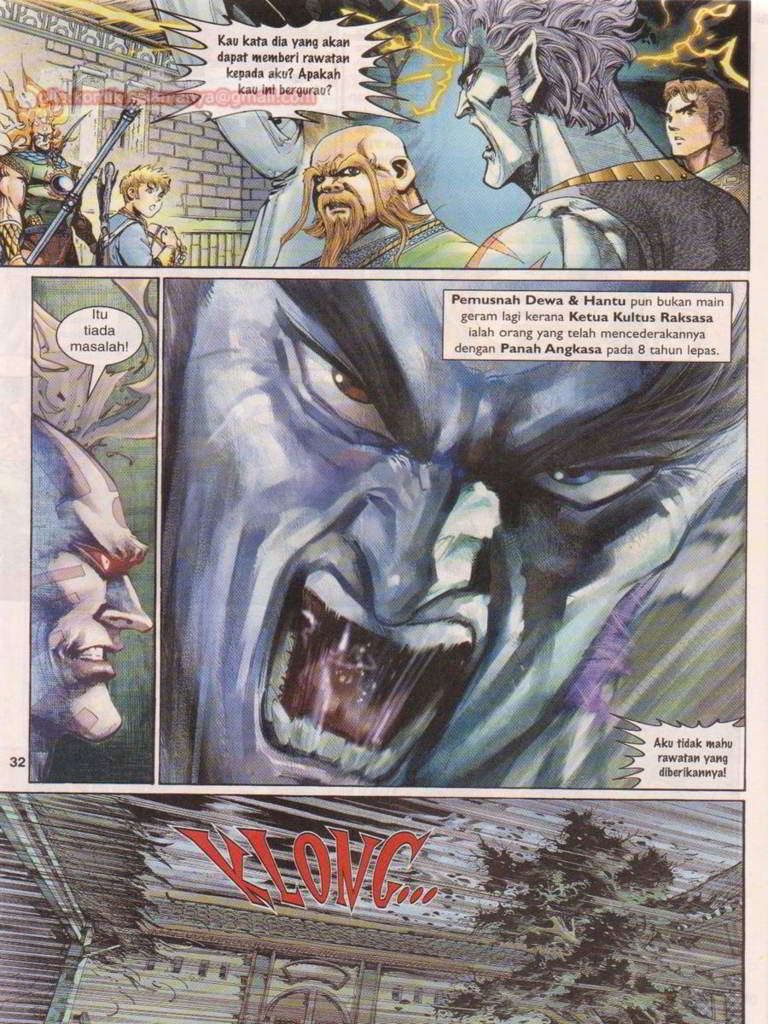 Kau kata dia yang akan
dapat memberi rawatan
kepada aku? Apakah
kau ini bergurau?
Itu
tiada
masalah!
Pemusnah Dewa & Hantu pun bukan main
geram lagi kerana Ketua Kultus Raksasa
ialah orang yang telah mencederakannya
dengan Panah Angkasa pada 8 tahun lepas.
Aku tidak mahu
rawatan yang
diberikannya!
32
KLONG...